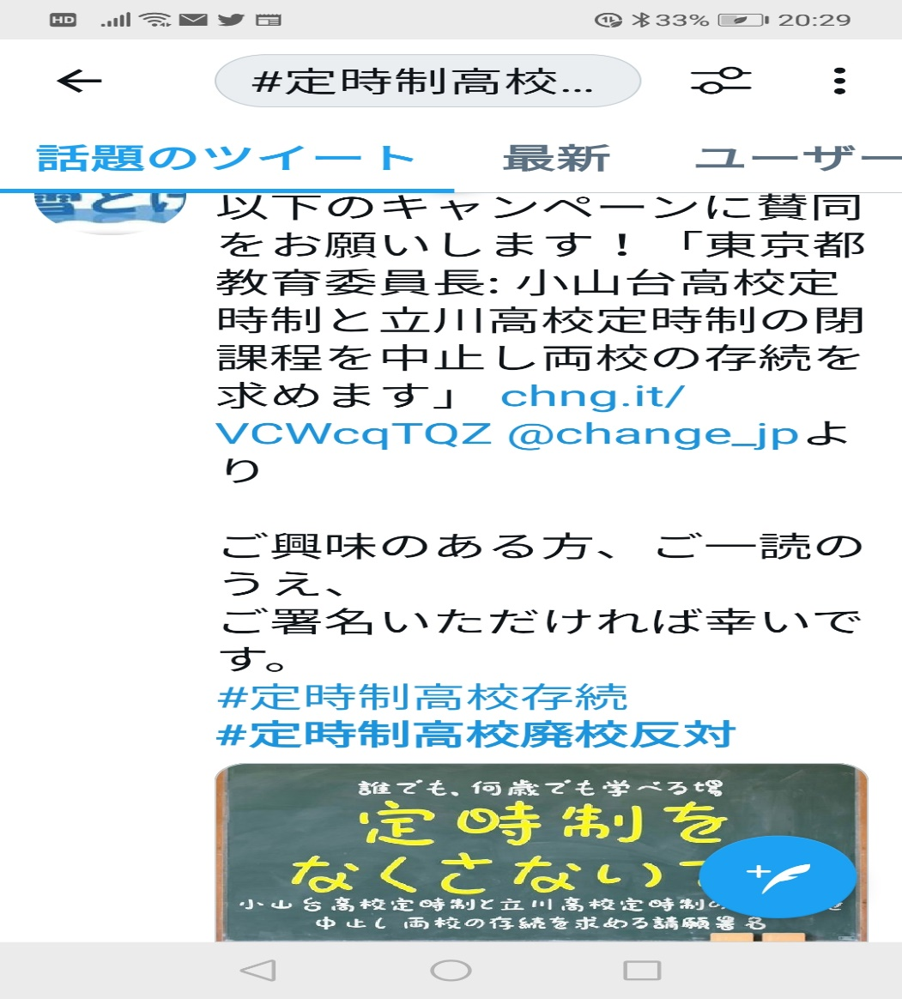 HD 33% 20:29
#定時制高校...
話題のツイート 最新 ユーザー
雪とけ
以下のキャンペーンに賛同
をお願いします！「東京都
教育委員長: 小山台高校定
時制と立川高校定時制の閉
課程を中止し両校の存続を
求めます」 chng.it/
VCWcqTQZ @change_jpよ
り
ご興味のある方、ご一読の
うえ、
ご署名いただければ幸いで
す。
#定時制高校存続
#定時制高校廃校反対
誰でも、何歳でも学べる場
定時制を
なくさない
小山台高校定時制と立川高校定時制の
中止し 両校の存続を求める請願署名